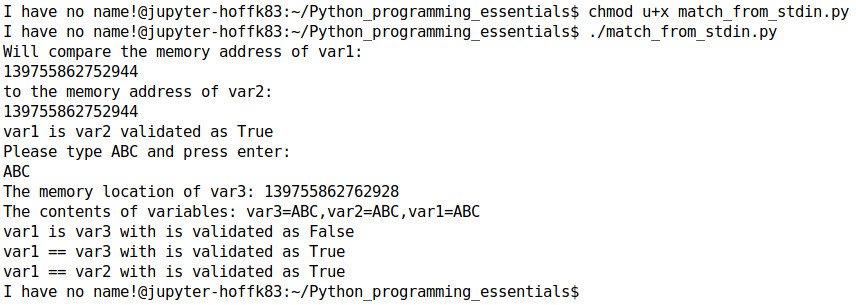 I have no name!@jupyter-hoffk83:~/Python_programming_essentials$ chmod u+x match_from_stdin.py
I have no name!@jupyter-hoffk83:~/Python_programming_essentials$ ./match_from_stdin.py
Will compare the memory address of var1:
139755862752944
to the memory address of var2:
139755862752944
var1 is var2 validated as True
Please type ABC and press enter:
ABC
The memory location of var3: 139755862762928
The contents of variables: var3=ABC,var2=ABC,var1=ABC
var1 is var3 with is validated as False
var1 == var3 with is validated as True
var1 == var2 with is validated as True
I have no name!@jupyter-hoffk83:~/Python_programming_essentials$